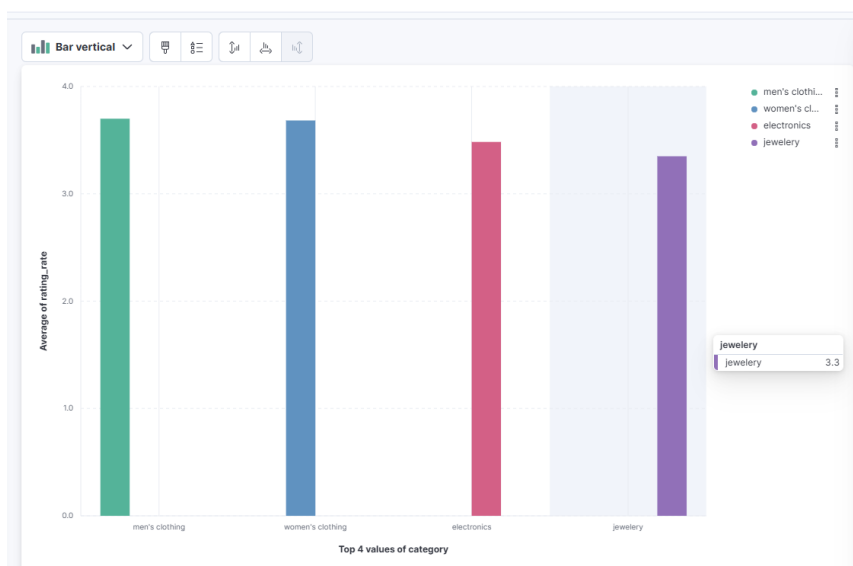 Bar vertical
4.0
3.0
2.0
1.0
0.0
Average of rating_rate
men's clothing
women's clothing
electronics
jewelery
Top 4 values of category
men's clothi...
women's cl...
electronics
jewelery
jewelery
jewelery 3.3